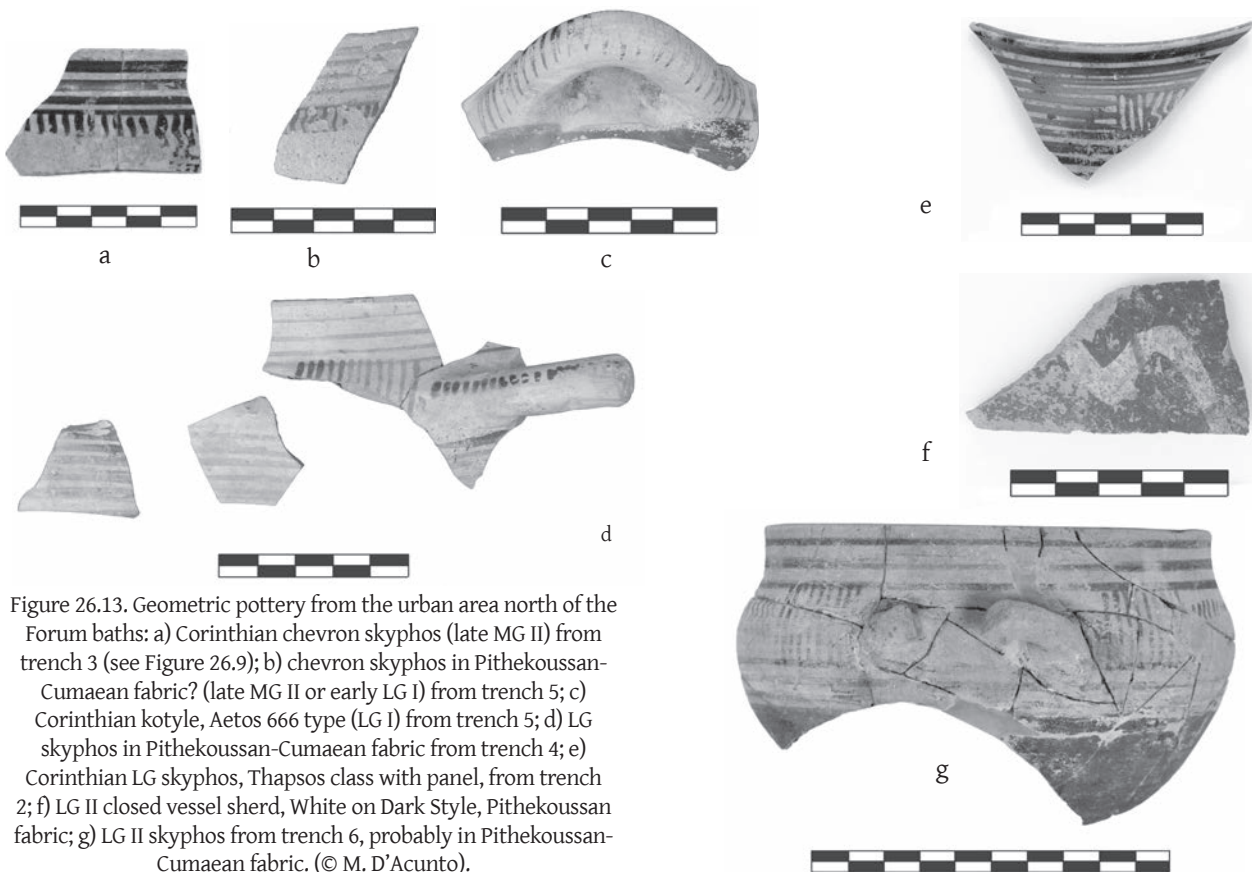 a
b
c
e
f
d
g
Figure 26.13. Geometric pottery from the urban area north of the
Forum baths: a) Corinthian chevron skyphos (late MG II) from
trench 3 (see Figure 26.9); b) chevron skyphos in Pithekoussan-
Cumaean fabric? (late MG II or early LG I) from trench 5; c)
Corinthian kotyle, Aetos 666 type (LG I) from trench 5; d) LG
skyphos in Pithekoussan-Cumaean fabric from trench 4; e)
Corinthian LG skyphos, Thapsos class with panel, from trench
2; f) LG II closed vessel sherd, White on Dark Style, Pithekoussan
fabric; g) LG II skyphos from trench 6, probably in Pithekoussan-
Cumaean fabric. (© M. D’Acunto).